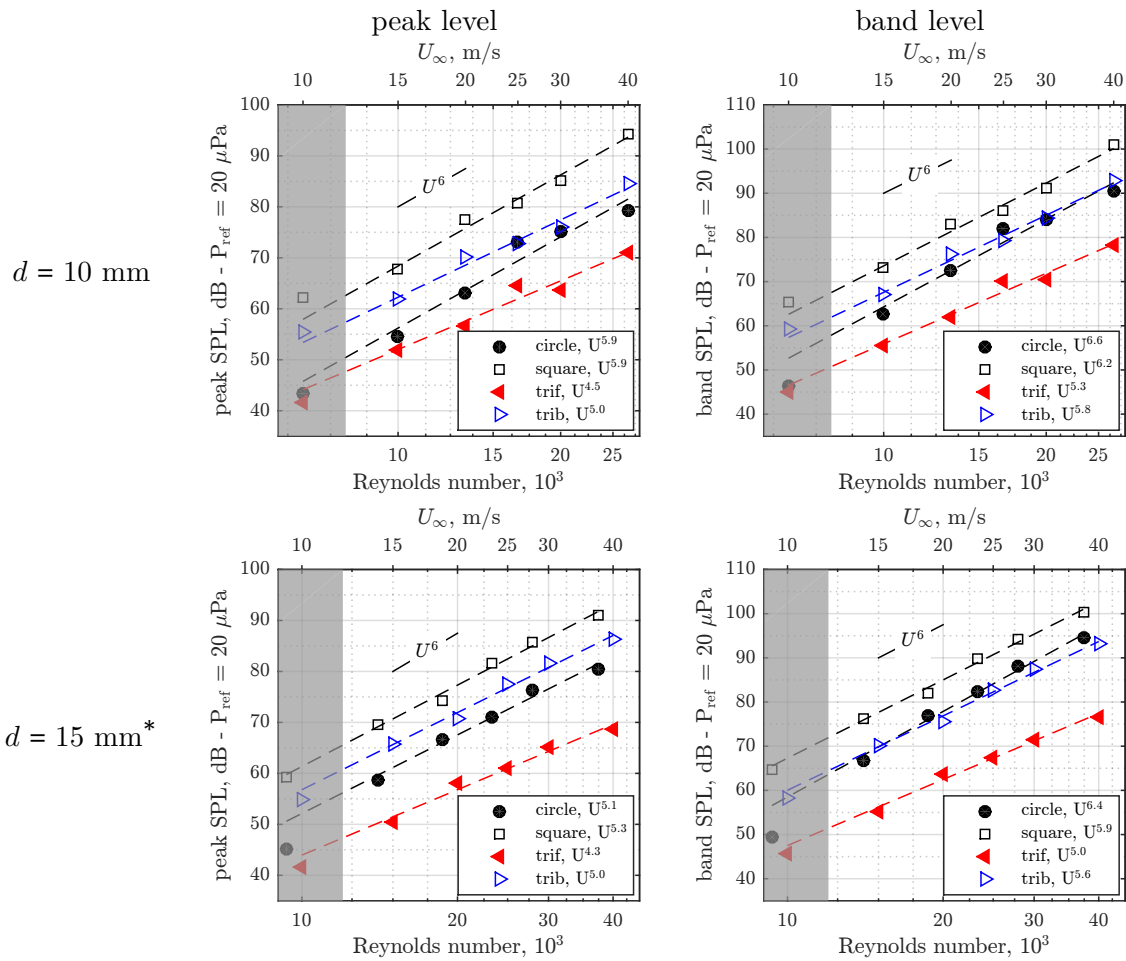 peak level
band level
U∞, m/s
10 15 20 25 30 40
U∞, m/s
10 15 20 25 30 40
d = 10 mm
peak SPL, dB - Pref = 20 µPa
100
90
80
70
60
50
40
U⁶
circle, U⁵·⁹
square, U⁵·⁹
trif, U⁴·⁵
trib, U⁵·⁰
10 15 20 25
Reynolds number, 10³
band SPL, dB - Pref = 20 µPa
110
100
90
80
70
60
50
40
U⁶
circle, U⁶·⁶
square, U⁶·²
trif, U⁵·³
trib, U⁵·⁸
10 15 20 25
Reynolds number, 10³
U∞, m/s
10 15 20 25 30 40
U∞, m/s
10 15 20 25 30 40
d = 15 mm*
peak SPL, dB - Pref = 20 µPa
100
90
80
70
60
50
40
U⁶
circle, U⁵·¹
square, U⁵·³
trif, U⁴·³
trib, U⁵·⁰
10 20 30 40
Reynolds number, 10³
band SPL, dB - Pref = 20 µPa
110
100
90
80
70
60
50
40
U⁶
circle, U⁶·⁴
square, U⁵·⁹
trif, U⁵·⁰
trib, U⁵·⁶
10 20 30 40
Reynolds number, 10³